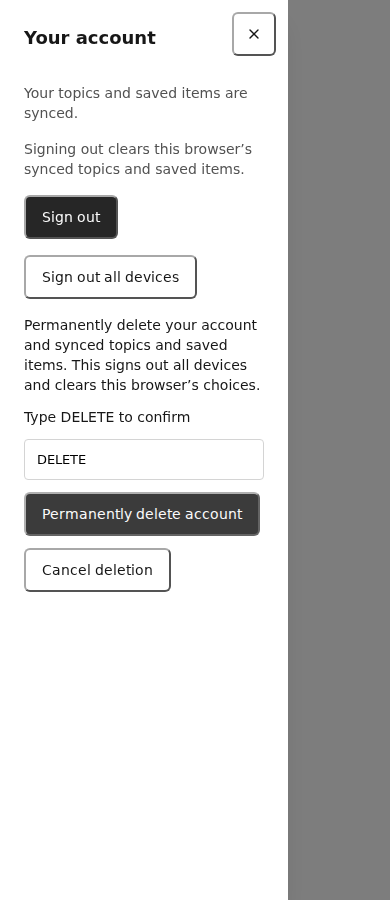 Your account
×
Your topics and saved items are
synced.
Signing out clears this browser’s
synced topics and saved items.
Sign out
Sign out all devices
Permanently delete your account
and synced topics and saved
items. This signs out all devices
and clears this browser’s choices.
Type DELETE to confirm
DELETE
Permanently delete account
Cancel deletion